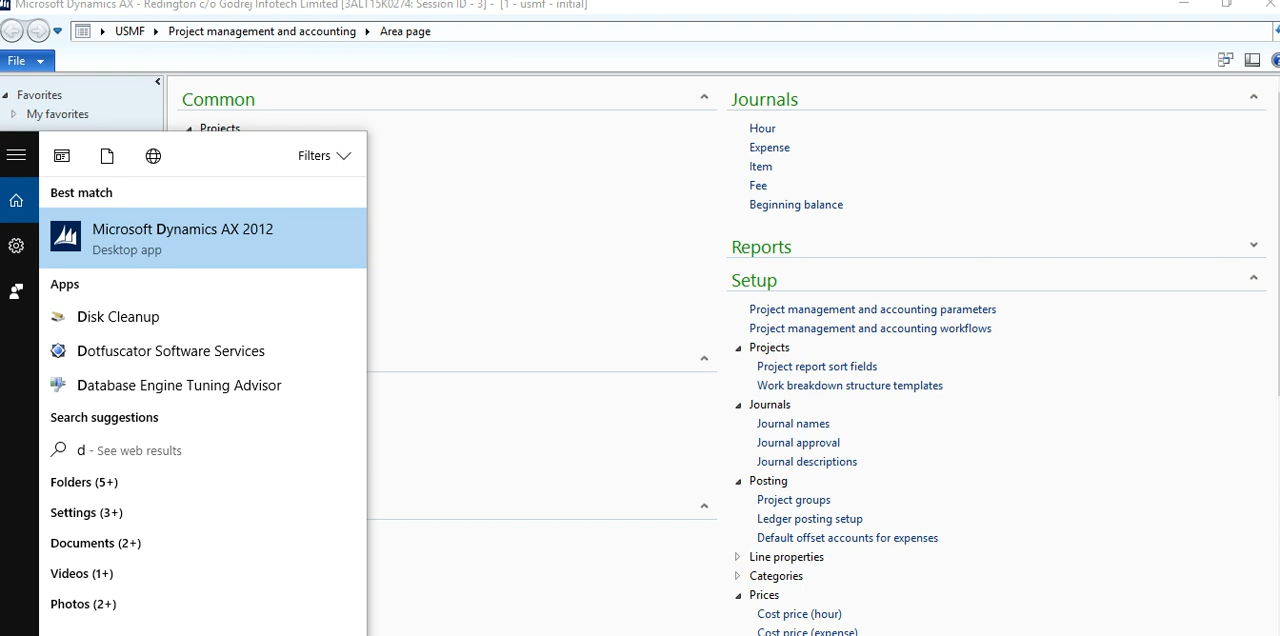 Microsoft Dynamics AX - Redington c/o Godrej Infotech Limited [3ALT15K0274: Session ID - 3] - [1 - usmf - initial]
USMF Project management and accounting Area page
File
Favorites
My favorites
Common
Projects
Filters
Best match
Microsoft Dynamics AX 2012
Desktop app
Apps
Disk Cleanup
Dotfuscator Software Services
Database Engine Tuning Advisor
Search suggestions
d - See web results
Folders (5+)
Settings (3+)
Documents (2+)
Videos (1+)
Photos (2+)
Journals
Hour
Expense
Item
Fee
Beginning balance
Reports
Setup
Project management and accounting parameters
Project management and accounting workflows
Projects
Project report sort fields
Work breakdown structure templates
Journals
Journal names
Journal approval
Journal descriptions
Posting
Project groups
Ledger posting setup
Default offset accounts for expenses
Line properties
Categories
Prices
Cost price (hour)
Cost price (expense)